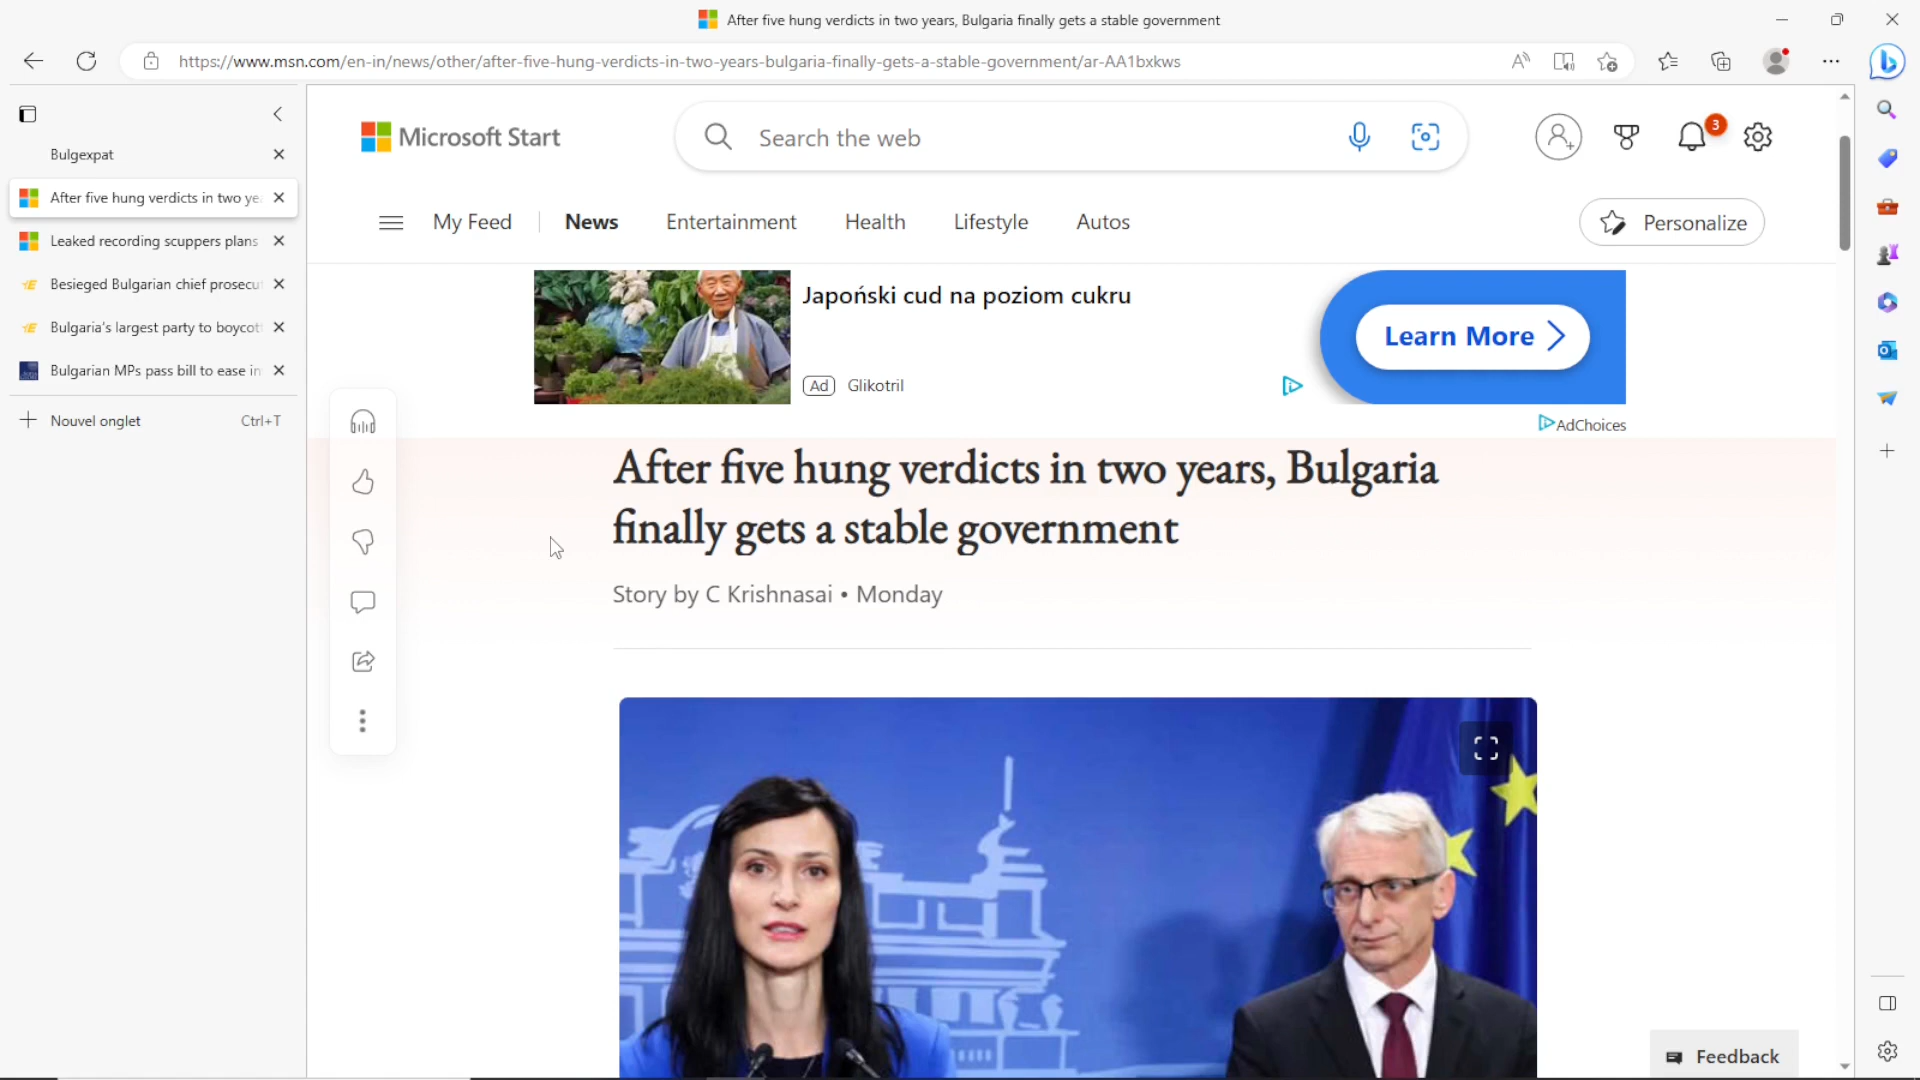 After five hung verdicts in two years, Bulgaria finally gets a stable government
https://www.msn.com/en-in/news/other/after-five-hung-verdicts-in-two-years-bulgaria-finally-gets-a-stable-government/ar-AA1bxkws
Bulgexpat
After five hung verdicts in two ye
Leaked recording scuppers plans
Besieged Bulgarian chief prosecu
Bulgaria's largest party to boycot
Bulgarian MPs pass bill to ease in
Nouvel onglet Ctrl+T
Microsoft Start
Search the web
3
My Feed News Entertainment Health Lifestyle Autos
Personalize
Japoński cud na poziom cukru
Ad Glikotril
Learn More
AdChoices
After five hung verdicts in two years, Bulgaria
finally gets a stable government
Story by C Krishnasai • Monday
Feedback